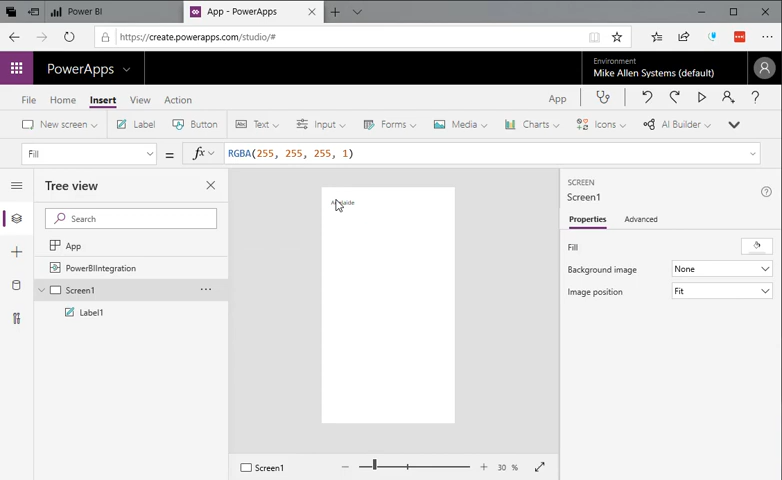 Power BI
App - PowerApps
https://create.powerapps.com/studio/#
PowerApps
Environment
Mike Allen Systems (default)
File Home Insert View Action App
New screen Label Button Text Input Forms Media Charts Icons AI Builder
Fill = fx RGBA(255, 255, 255, 1)
Tree view
Search
App
PowerBIIntegration
Screen1
Label1
SCREEN
Screen1
Properties Advanced
Fill
Background image None
Image position Fit
Screen1
30 %